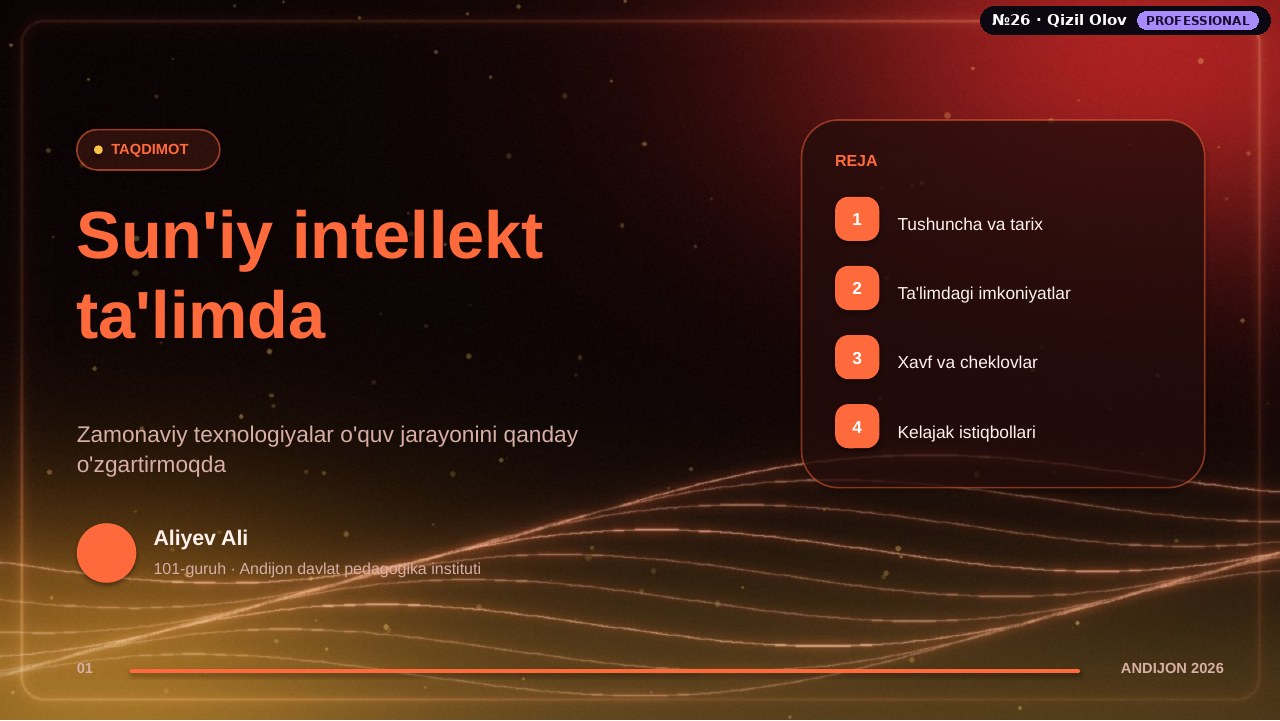 №26 · Qizil Olov PROFESSIONAL
TAQDIMOT
Sun'iy intellekt
ta'limda
Zamonaviy texnologiyalar o'quv jarayonini qanday
o'zgartirmoqda
Aliyev Ali
101-guruh · Andijon davlat pedagogika instituti
REJA
1 Tushuncha va tarix
2 Ta'limdagi imkoniyatlar
3 Xavf va cheklovlar
4 Kelajak istiqbollari
01
ANDIJON 2026